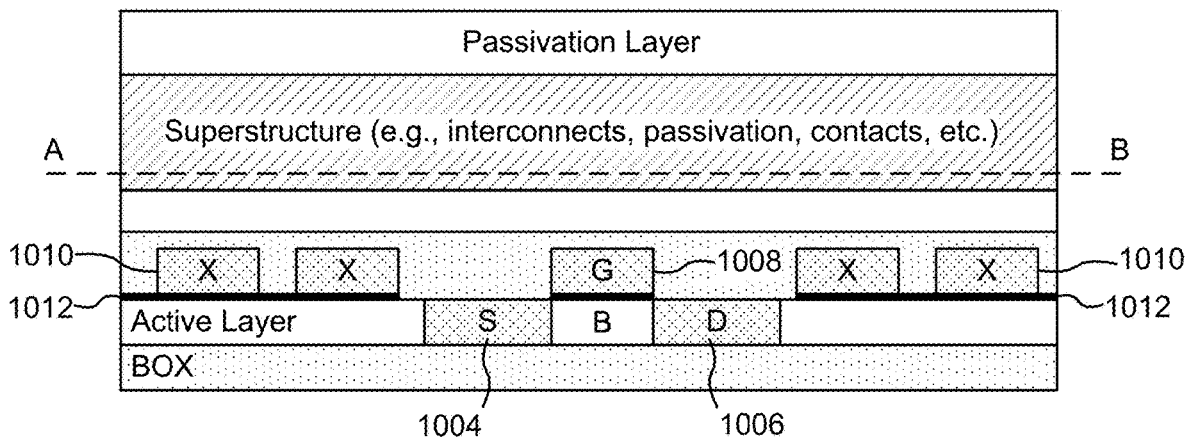 Passivation Layer
Superstructure (e.g., interconnects, passivation, contacts, etc.)
A
B
1010
X
X
G
1008
X
X
1010
1012
1012
Active Layer
S
B
D
BOX
1004
1006